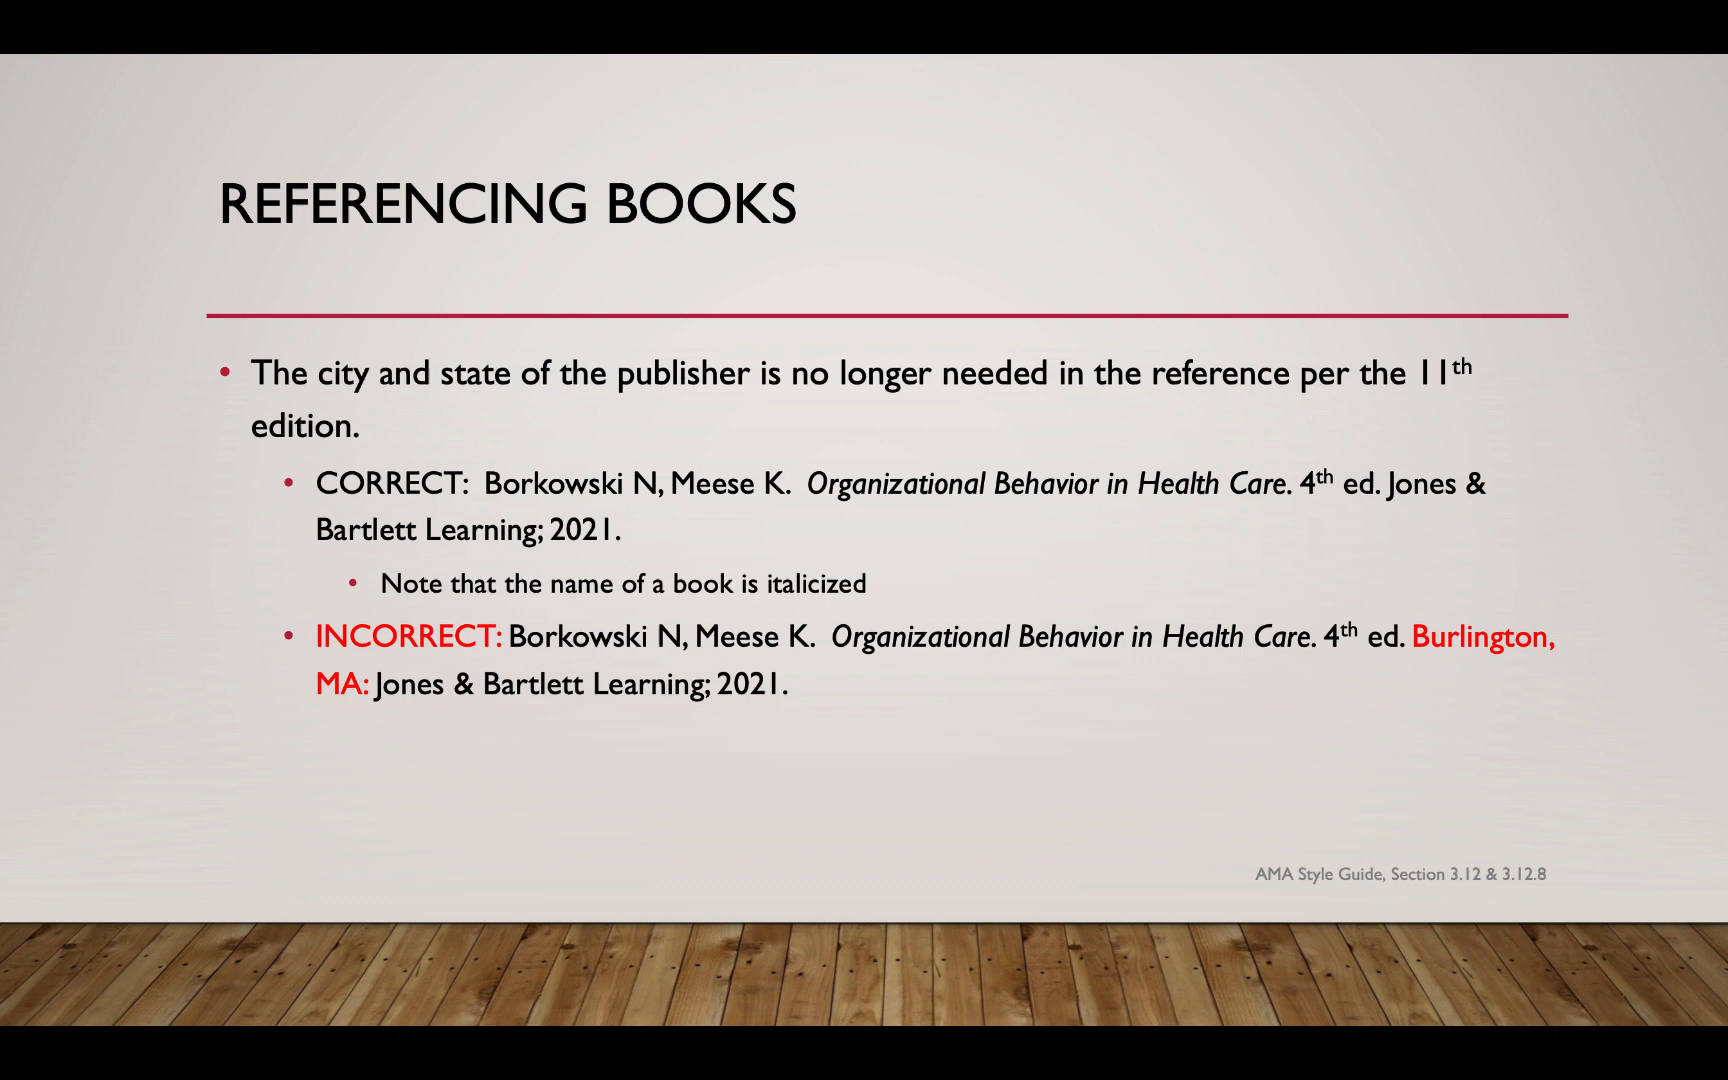 REFERENCING BOOKS
• The city and state of the publisher is no longer needed in the reference per the 11th
edition.
• CORRECT: Borkowski N, Meese K. Organizational Behavior in Health Care. 4th ed. Jones &
Bartlett Learning; 2021.
• Note that the name of a book is italicized
• INCORRECT: Borkowski N, Meese K. Organizational Behavior in Health Care. 4th ed. Burlington,
MA: Jones & Bartlett Learning; 2021.
AMA Style Guide, Section 3.12 & 3.12.8